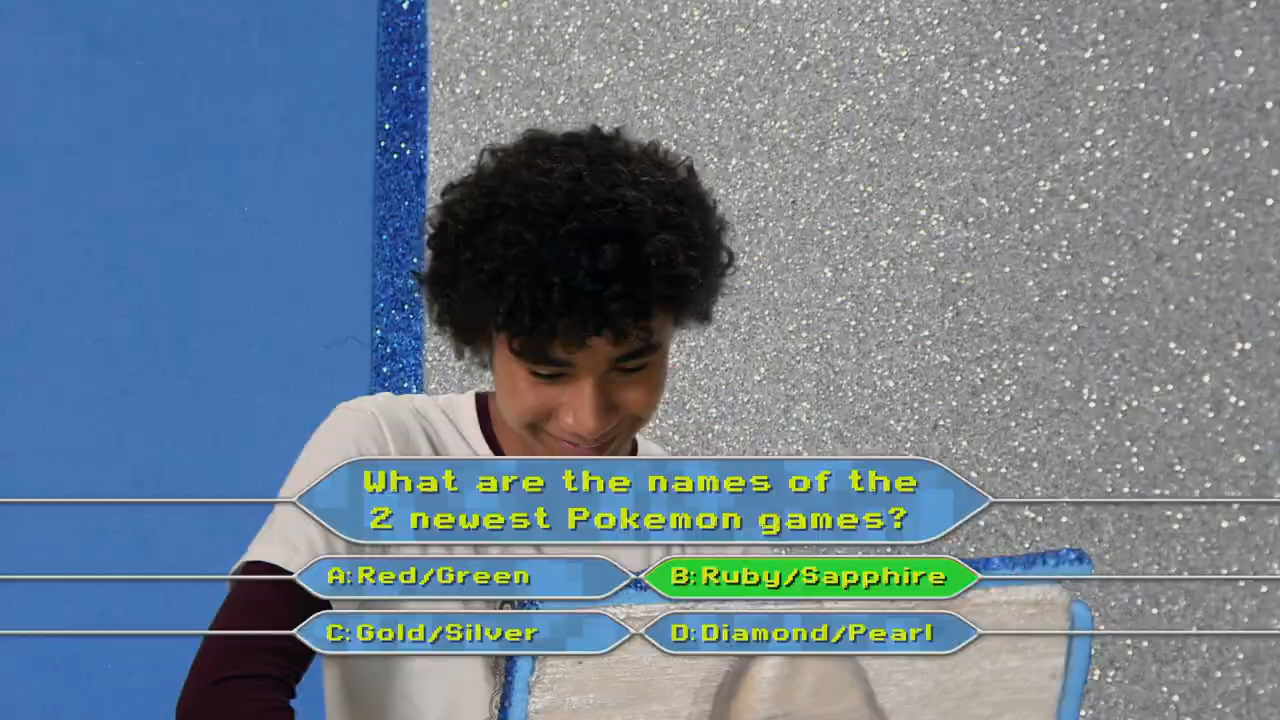 What are the names of the
2 newest Pokemon games?
A: Red/Green
B: Ruby/Sapphire
C: Gold/Silver
D: Diamond/Pearl